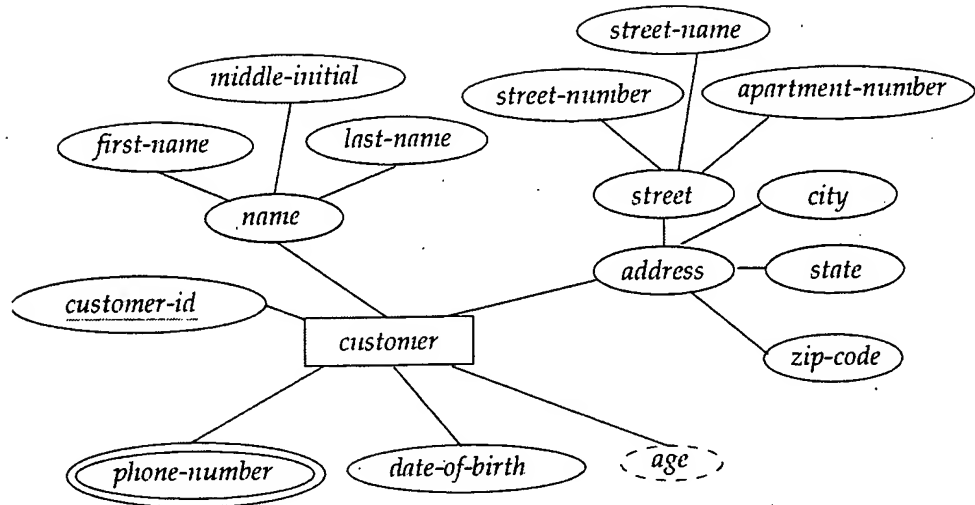 street-name
middle-initial
street-number
apartment-number
first-name
last-name
street
city
name
address
state
customer-id
customer
zip-code
phone-number
date-of-birth
age